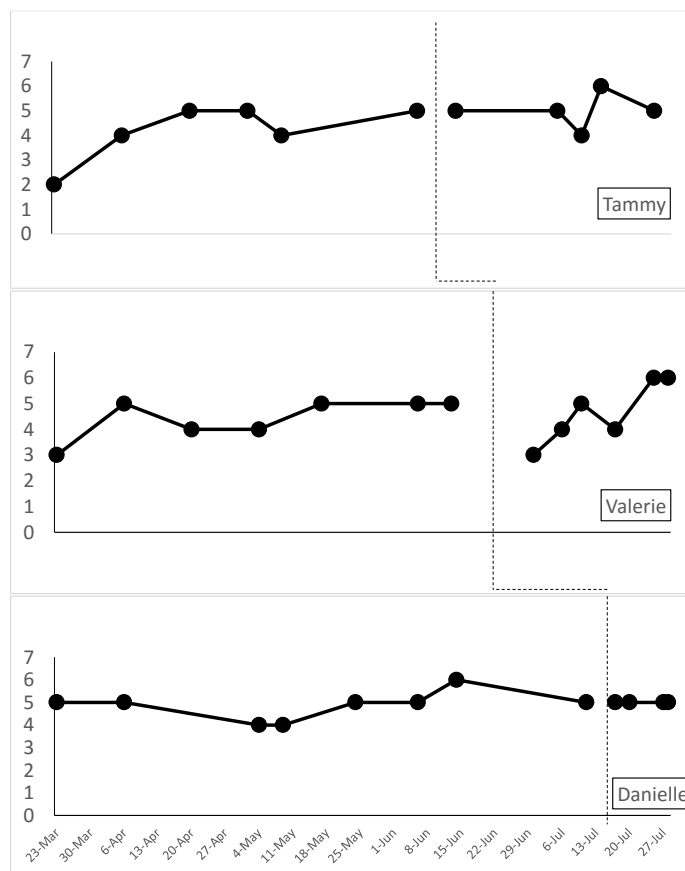 7
6
5
4
3
2
1
0
Tammy
7
6
5
4
3
2
1
0
Valerie
7
6
5
4
3
2
1
0
Danielle
23-Mar
30-Mar
6-Apr
13-Apr
20-Apr
27-Apr
4-May
11-May
18-May
25-May
1-Jun
8-Jun
15-Jun
22-Jun
29-Jun
6-Jul
13-Jul
20-Jul
27-Jul